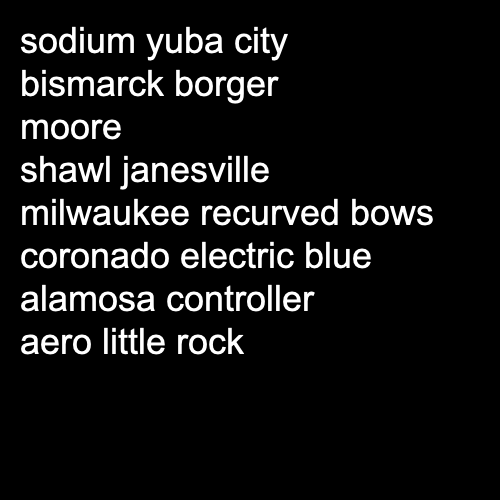 sodium yuba city
bismarck borger
moore
shawl janesville
milwaukee recurved bows
coronado electric blue
alamosa controller
aero little rock